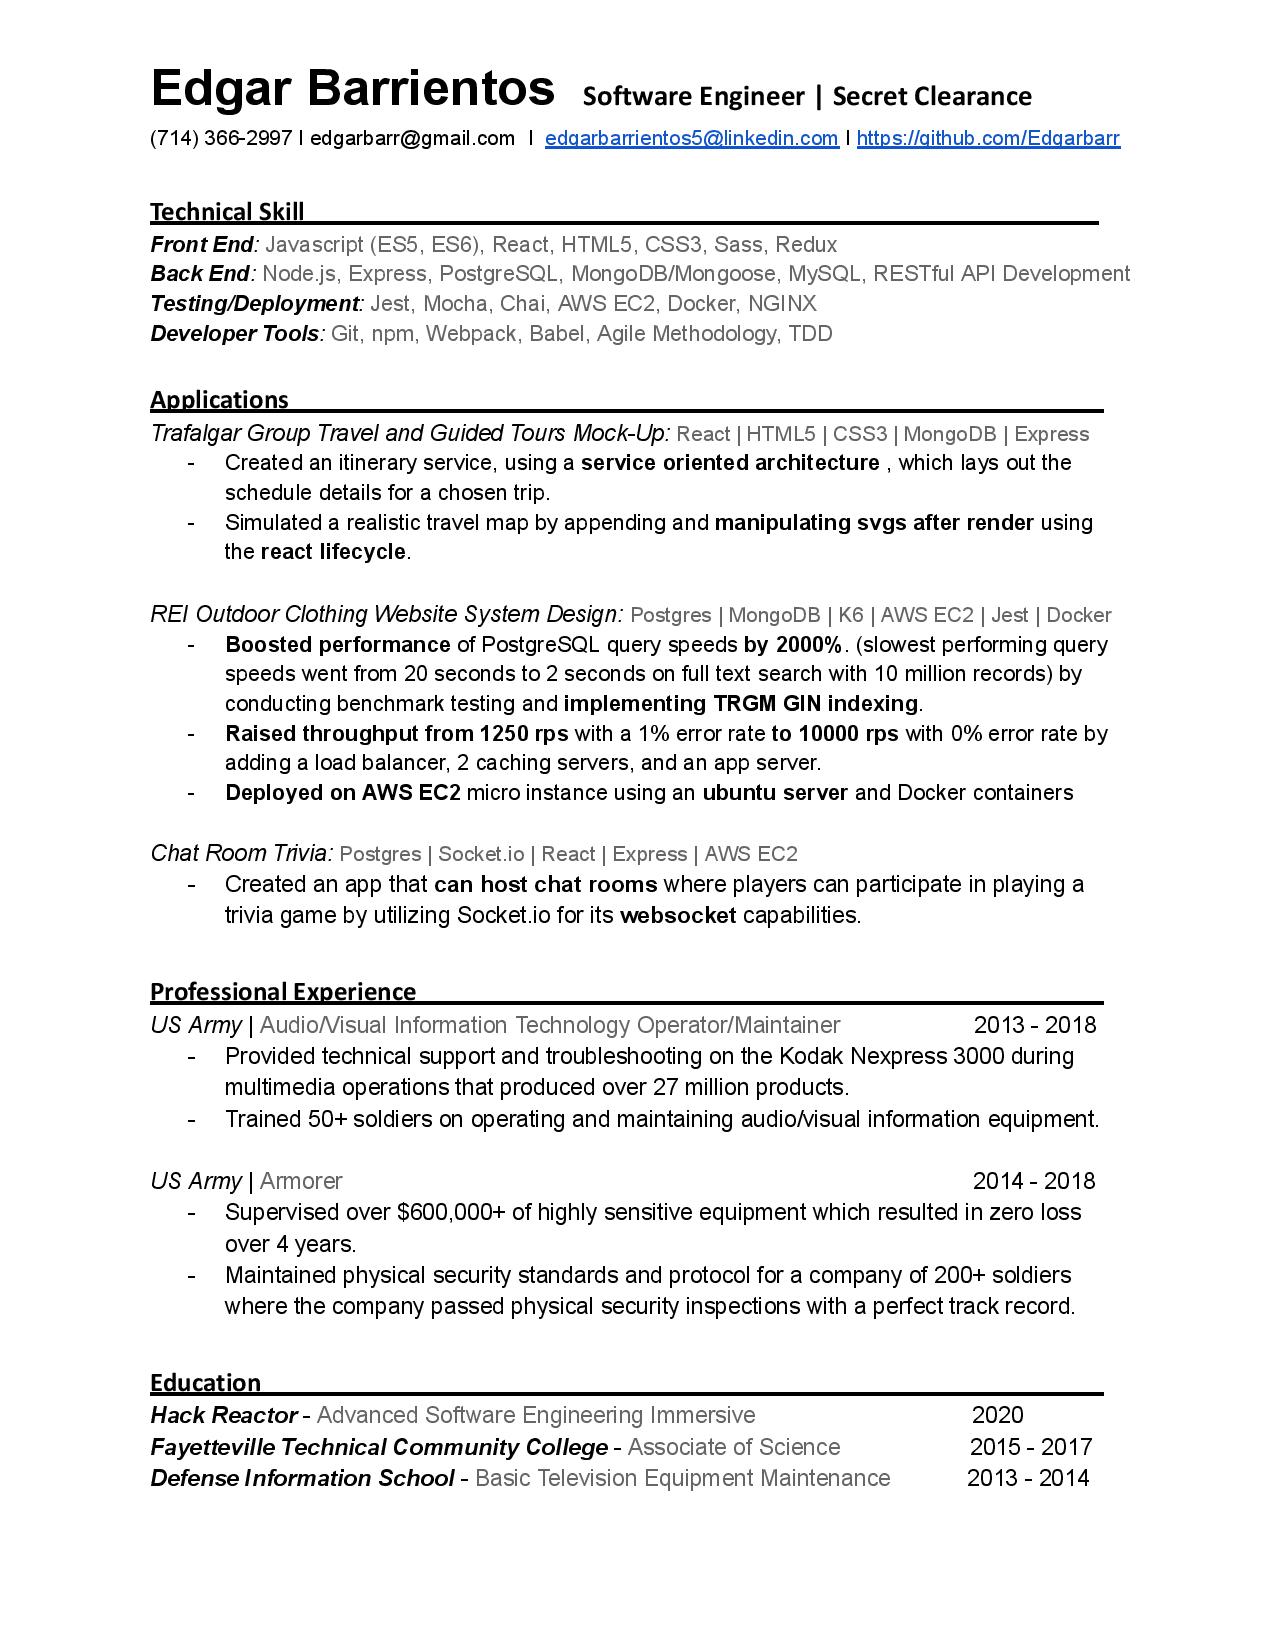 Edgar Barrientos Software Engineer | Secret Clearance
(714) 366-2997 I edgarbarr@gmail.com I edgarbarrientos5@linkedin.com I https://github.com/Edgarbarr
Technical Skill
Front End: Javascript (ES5, ES6), React, HTML5, CSS3, Sass, Redux
Back End: Node.js, Express, PostgreSQL, MongoDB/Mongoose, MySQL, RESTful API Development
Testing/Deployment: Jest, Mocha, Chai, AWS EC2, Docker, NGINX
Developer Tools: Git, npm, Webpack, Babel, Agile Methodology, TDD
Applications
Trafalgar Group Travel and Guided Tours Mock-Up: React | HTML5 | CSS3 | MongoDB | Express
- Created an itinerary service, using a service oriented architecture , which lays out the
schedule details for a chosen trip.
- Simulated a realistic travel map by appending and manipulating svgs after render using
the react lifecycle.
REI Outdoor Clothing Website System Design: Postgres | MongoDB | K6 | AWS EC2 | Jest | Docker
- Boosted performance of PostgreSQL query speeds by 2000%. (slowest performing query
speeds went from 20 seconds to 2 seconds on full text search with 10 million records) by
conducting benchmark testing and implementing TRGM GIN indexing.
- Raised throughput from 1250 rps with a 1% error rate to 10000 rps with 0% error rate by
adding a load balancer, 2 caching servers, and an app server.
- Deployed on AWS EC2 micro instance using an ubuntu server and Docker containers
Chat Room Trivia: Postgres | Socket.io | React | Express | AWS EC2
- Created an app that can host chat rooms where players can participate in playing a
trivia game by utilizing Socket.io for its websocket capabilities.
Professional Experience
US Army | Audio/Visual Information Technology Operator/Maintainer 2013 - 2018
- Provided technical support and troubleshooting on the Kodak Nexpress 3000 during
multimedia operations that produced over 27 million products.
- Trained 50+ soldiers on operating and maintaining audio/visual information equipment.
US Army | Armorer 2014 - 2018
- Supervised over $600,000+ of highly sensitive equipment which resulted in zero loss
over 4 years.
- Maintained physical security standards and protocol for a company of 200+ soldiers
where the company passed physical security inspections with a perfect track record.
Education
Hack Reactor - Advanced Software Engineering Immersive 2020
Fayetteville Technical Community College - Associate of Science 2015 - 2017
Defense Information School - Basic Television Equipment Maintenance 2013 - 2014